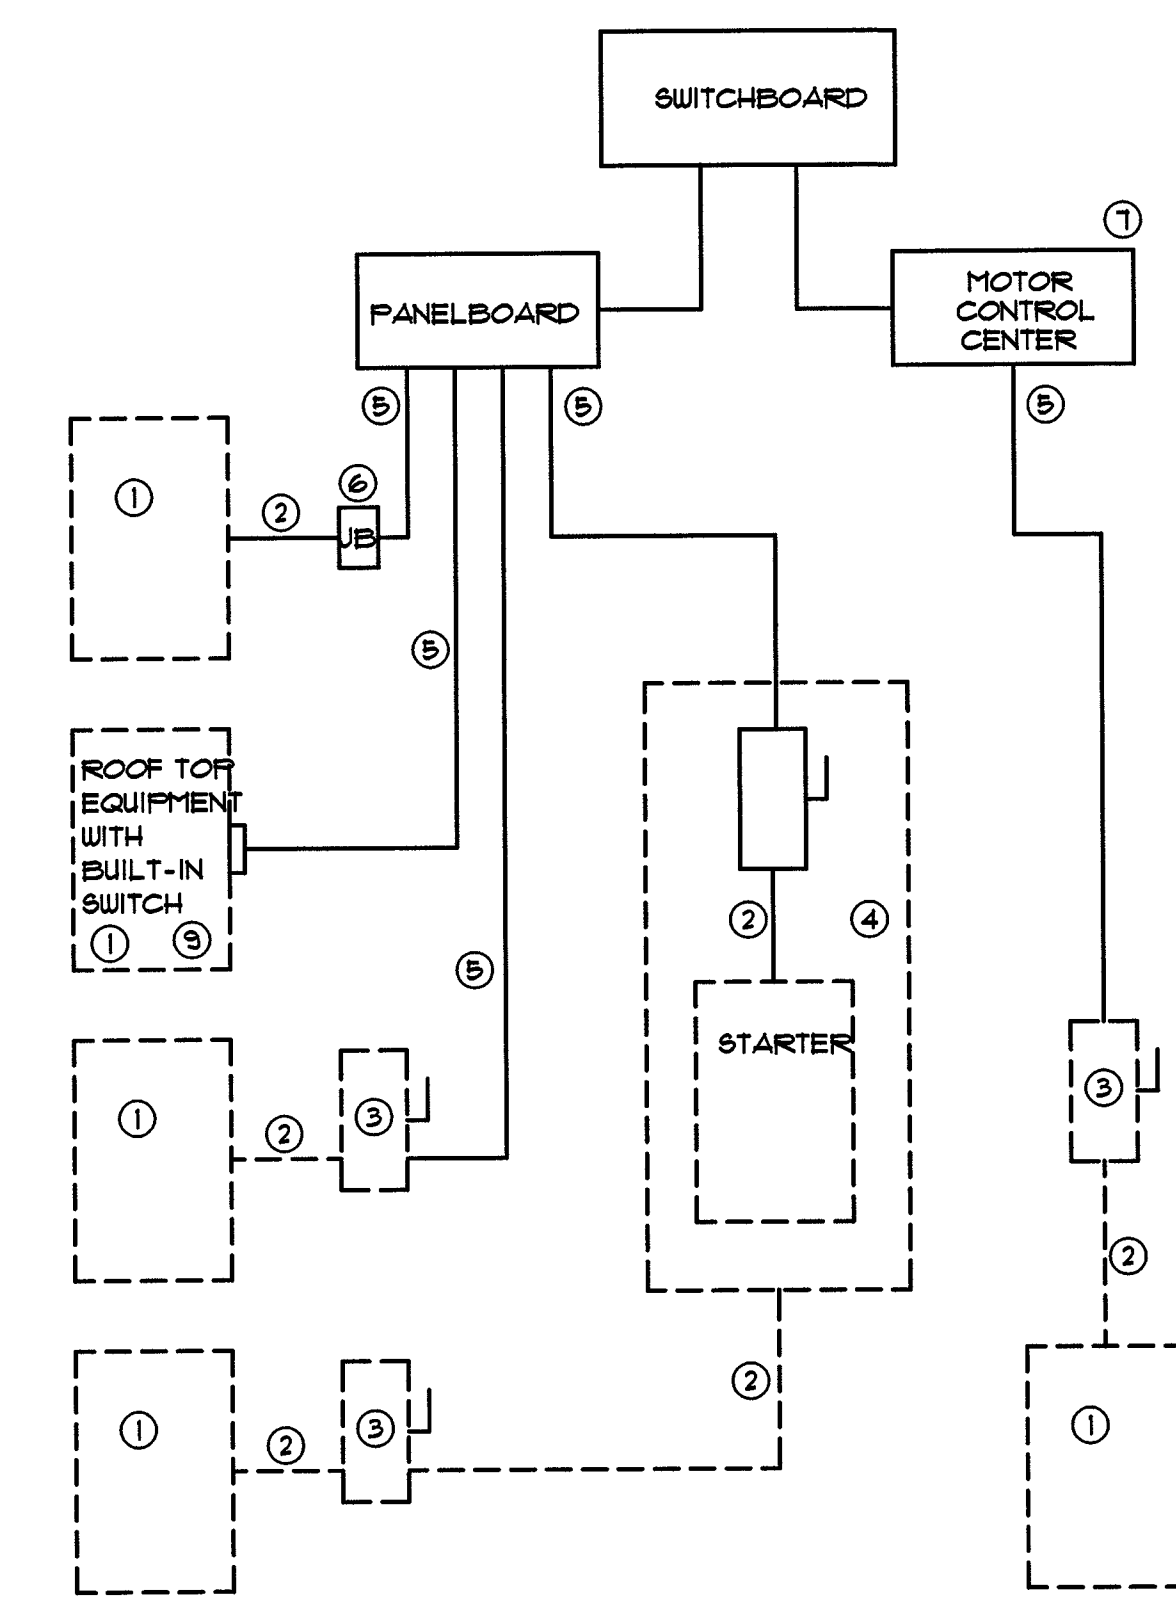 SWITCHBOARD
7
MOTOR
CONTROL
CENTER
PANELBOARD
5
5
5
1
2
6
JB
5
ROOF TOP
EQUIPMENT
WITH
BUILT-IN
SWITCH
1 9
2
4
5
STARTER
1
2
3
3
2
1
2
3
2
1